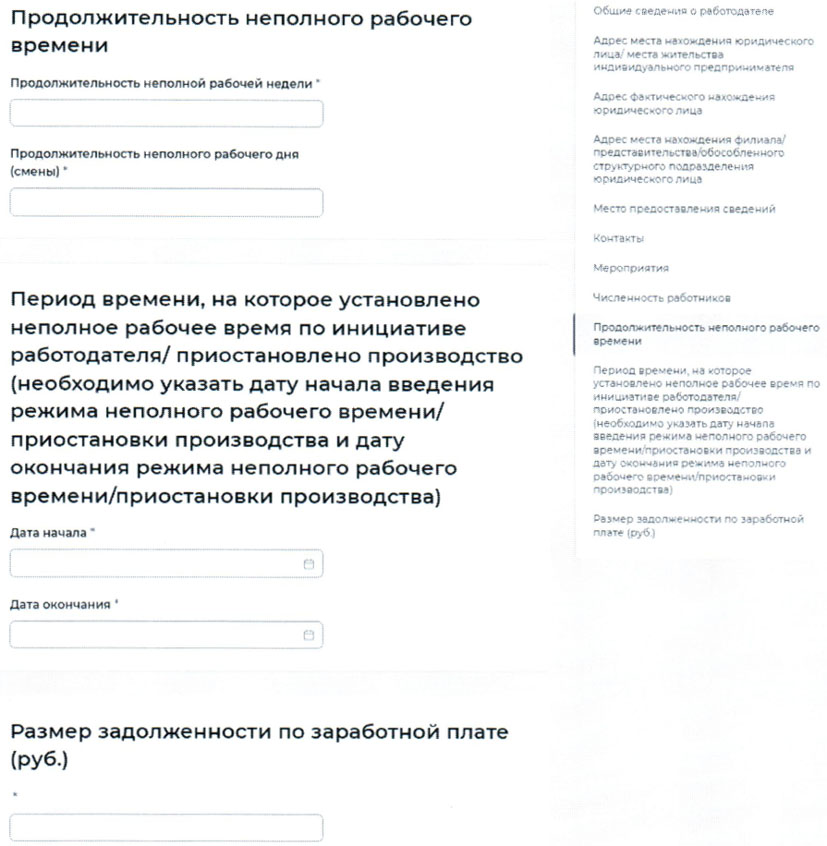 Продолжительность неполного рабочего
времени
Продолжительность неполной рабочей недели *
Продолжительность неполного рабочего дня
(смены) *
Период времени, на которое установлено
неполное рабочее время по инициативе
работодателя/ приостановлено производство
(необходимо указать дату начала введения
режима неполного рабочего времени/
приостановки производства и дату
окончания режима неполного рабочего
времени/приостановки производства)
Дата начала *
Дата окончания *
Размер задолженности по заработной плате
(руб.)
*
Общие сведения о работодателе
Адрес места нахождения юридического
лица/ места жительства
индивидуального предпринимателя
Адрес фактического нахождения
юридического лица
Адрес места нахождения филиала/
представительства/обособленного
структурного подразделения
юридического лица
Место предоставления сведений
Контакты
Мероприятия
Численность работников
Продолжительность неполного рабочего
времени
Период времени, на которое
установлено неполное рабочее время по
инициативе работодателя/
приостановлено производство
(необходимо указать дату начала
введения режима неполного рабочего
времени/приостановки производства и
дату окончания режима неполного
рабочего времени/приостановки
производства)
Размер задолженности по заработной
плате (руб.)